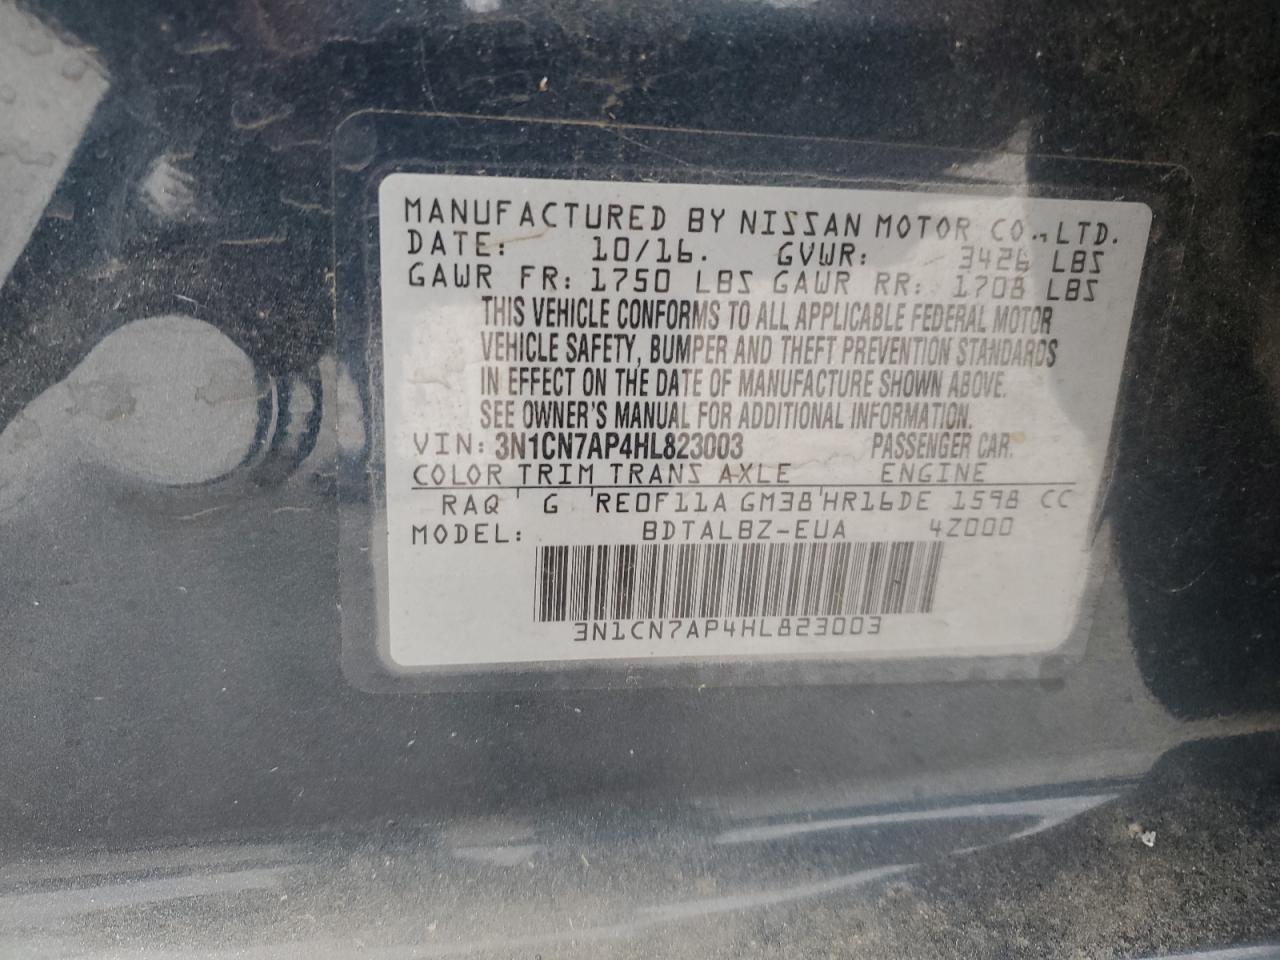 MANUFACTURED BY NISSAN MOTOR CO., LTD.
DATE: 10/16. GVWR: 3426 LBS
GAWR FR: 1750 LBS GAWR RR: 1708 LBS
THIS VEHICLE CONFORMS TO ALL APPLICABLE FEDERAL MOTOR
VEHICLE SAFETY, BUMPER AND THEFT PREVENTION STANDARDS
IN EFFECT ON THE DATE OF MANUFACTURE SHOWN ABOVE.
SEE OWNER'S MANUAL FOR ADDITIONAL INFORMATION.
VIN: 3N1CN7AP4HL823003 PASSENGER CAR.
COLOR TRIM TRANS AXLE ENGINE
RAQ ' G ' RE0F11A GM38 ' HR16DE 1598 CC
MODEL: BDTALBZ-EUA 4Z000
3N1CN7AP4HL823003